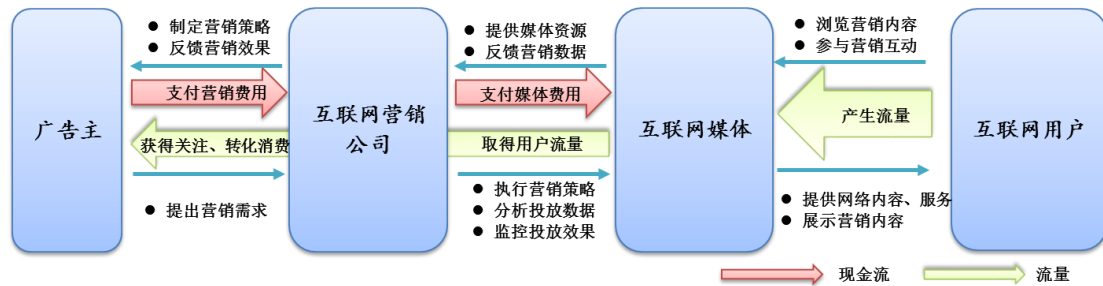 制定营销策略
反馈营销效果
支付营销费用
广告主
获得关注、转化消费
提出营销需求
互联网营销
公司
提供媒体资源
反馈营销数据
支付媒体费用
取得用户流量
执行营销策略
分析投放数据
监控投放效果
互联网媒体
浏览营销内容
参与营销互动
产生流量
提供网络内容、服务
展示营销内容
互联网用户
现金流
流量